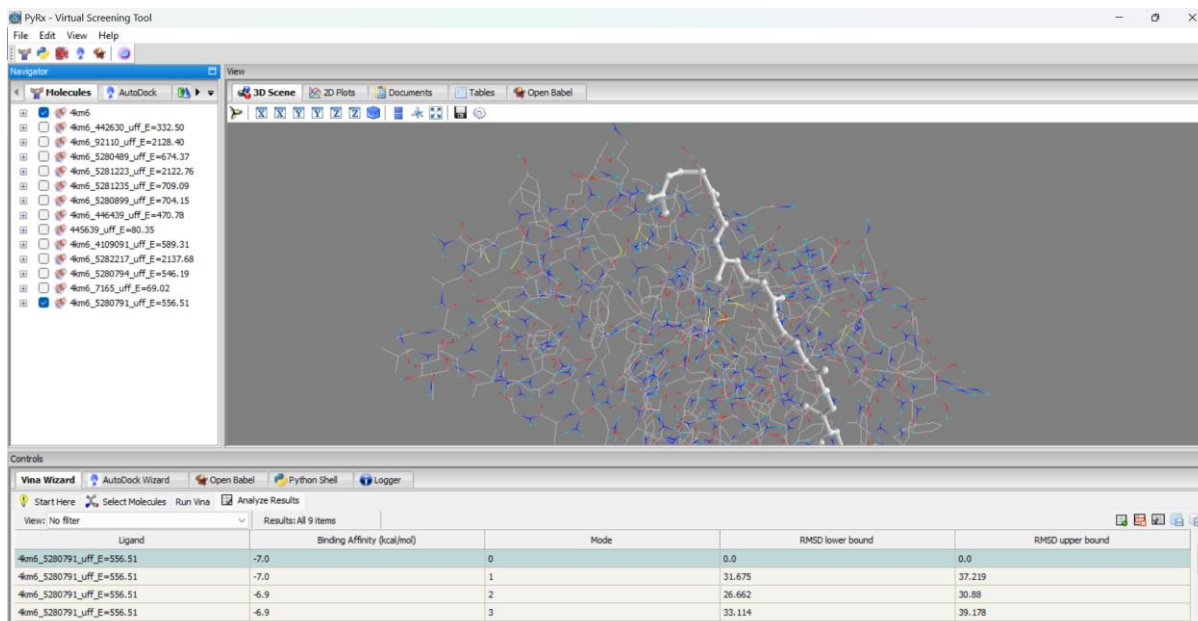 PyRx - Virtual Screening Tool
File Edit View Help
Navigator
View
Molecules AutoDock
3D Scene 2D Plots Documents Tables Open Babel
4km6
4km6_442630_uff_E=332.50
4km6_92110_uff_E=2128.40
4km6_5280489_uff_E=674.37
4km6_5281223_uff_E=2122.76
4km6_5281235_uff_E=709.09
4km6_5280899_uff_E=704.15
4km6_446439_uff_E=470.78
445639_uff_E=80.35
4km6_4109091_uff_E=589.31
4km6_5282217_uff_E=2137.68
4km6_5280794_uff_E=546.19
4km6_7165_uff_E=69.02
4km6_5280791_uff_E=556.51
X X Y Y Z Z
Controls
Vina Wizard AutoDock Wizard Open Babel Python Shell Logger
Start Here Select Molecules Run Vina Analyze Results
View: No filter Results: All 9 items
Ligand Binding Affinity (kcal/mol) Mode RMSD lower bound RMSD upper bound
4km6_5280791_uff_E=556.51 -7.0 0 0.0 0.0
4km6_5280791_uff_E=556.51 -7.0 1 31.675 37.219
4km6_5280791_uff_E=556.51 -6.9 2 26.662 30.88
4km6_5280791_uff_E=556.51 -6.9 3 33.114 39.178